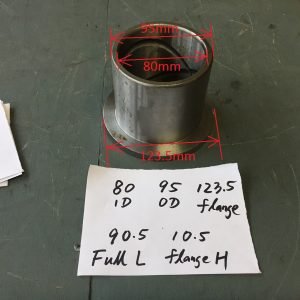 95mm
80mm
123.5mm
80 95 123.5
ID OD flange
90.5 10.5
Full L flange H